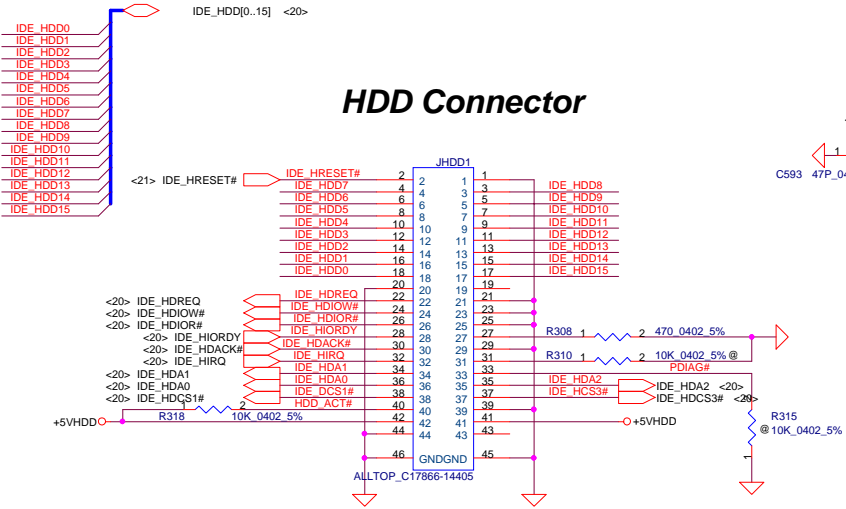 IDE_HDD[0..15] <20>
IDE_HDD0
IDE_HDD1
IDE_HDD2
IDE_HDD3
IDE_HDD4
IDE_HDD5
IDE_HDD6
IDE_HDD7
IDE_HDD8
IDE_HDD9
IDE_HDD10
IDE_HDD11
IDE_HDD12
IDE_HDD13
IDE_HDD14
IDE_HDD15
HDD Connector
1
C593 47P_04
JHDD1
<21> IDE_HRESET# IDE_HRESET# 2 2 1 1
IDE_HDD7 4 4 3 3 IDE_HDD8
IDE_HDD6 6 6 5 5 IDE_HDD9
IDE_HDD5 8 8 7 7 IDE_HDD10
IDE_HDD4 10 10 9 9 IDE_HDD11
IDE_HDD3 12 12 11 11 IDE_HDD12
IDE_HDD2 14 14 13 13 IDE_HDD13
IDE_HDD1 16 16 15 15 IDE_HDD14
IDE_HDD0 18 18 17 17 IDE_HDD15
20 20 19 19
<20> IDE_HDREQ IDE_HDREQ 22 22 21 21
<20> IDE_HDIOW# IDE_HDIOW# 24 24 23 23
<20> IDE_HDIOR# IDE_HDIOR# 26 26 25 25
<20> IDE_HIORDY IDE_HIORDY 28 28 27 27 R308 1 2 470_0402_5%
<20> IDE_HDACK# IDE_HDACK# 30 30 29 29
<20> IDE_HIRQ IDE_HIRQ 32 32 31 31 R310 1 2 10K_0402_5% @
<20> IDE_HDA1 IDE_HDA1 34 34 33 33 PDIAG#
<20> IDE_HDA0 IDE_HDA0 36 36 35 35 IDE_HDA2 IDE_HDA2 <20>
<20> IDE_HDCS1# IDE_DCS1# 38 38 37 37 IDE_HCS3# IDE_HDCS3# <20>
1 2 HDD_ACT# 40 40 39 39
+5VHDD R318 10K_0402_5% 42 42 41 41 +5VHDD
44 44 43 43
46 GND GND 45
ALLTOP_C17866-14405
R315
@ 10K_0402_5%
1